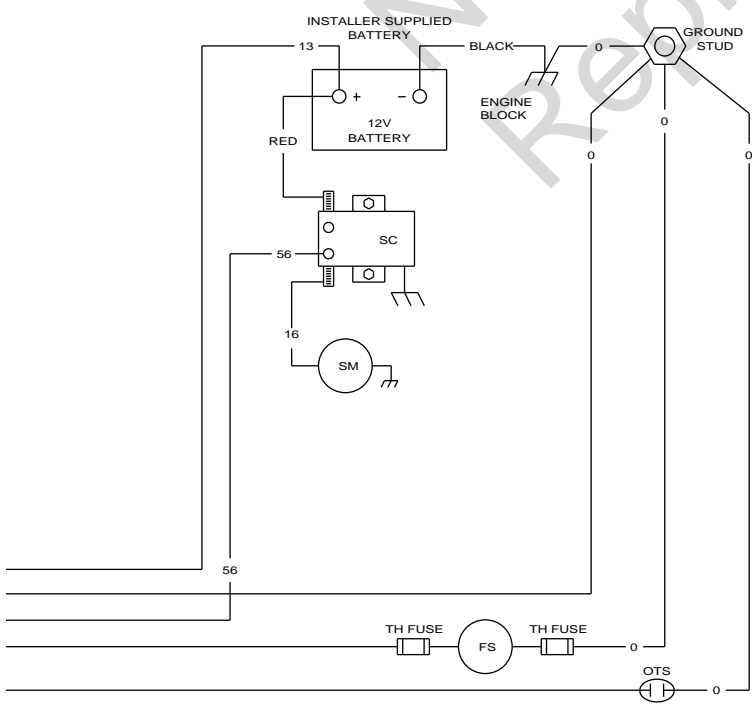 INSTALLER SUPPLIED
BATTERY
13
BLACK
0
GROUND
STUD
+
−
ENGINE
BLOCK
12V
BATTERY
RED
0
0
0
SC
56
16
SM
56
TH FUSE
FS
TH FUSE
0
OTS
0